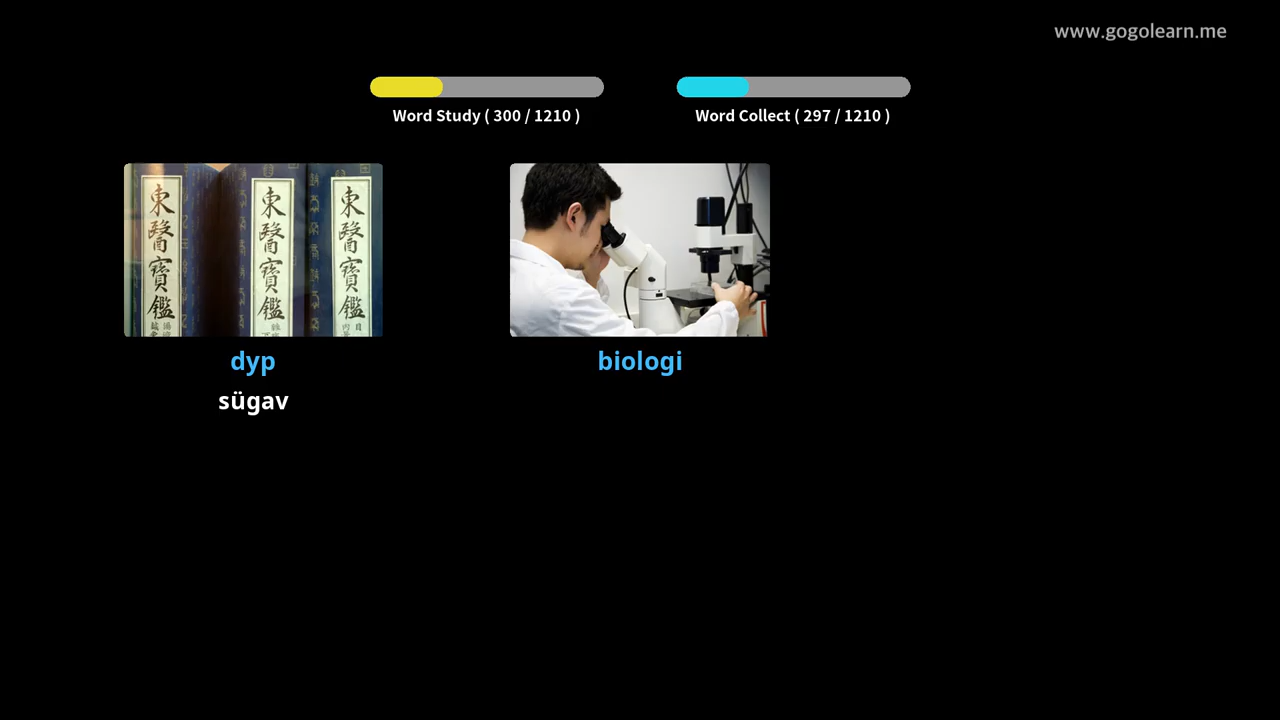 www.gogolearn.me
Word Study ( 300 / 1210 )
Word Collect ( 297 / 1210 )
東醫寶鑑
東醫寶鑑
東醫寶鑑
dyp
biologi
sügav